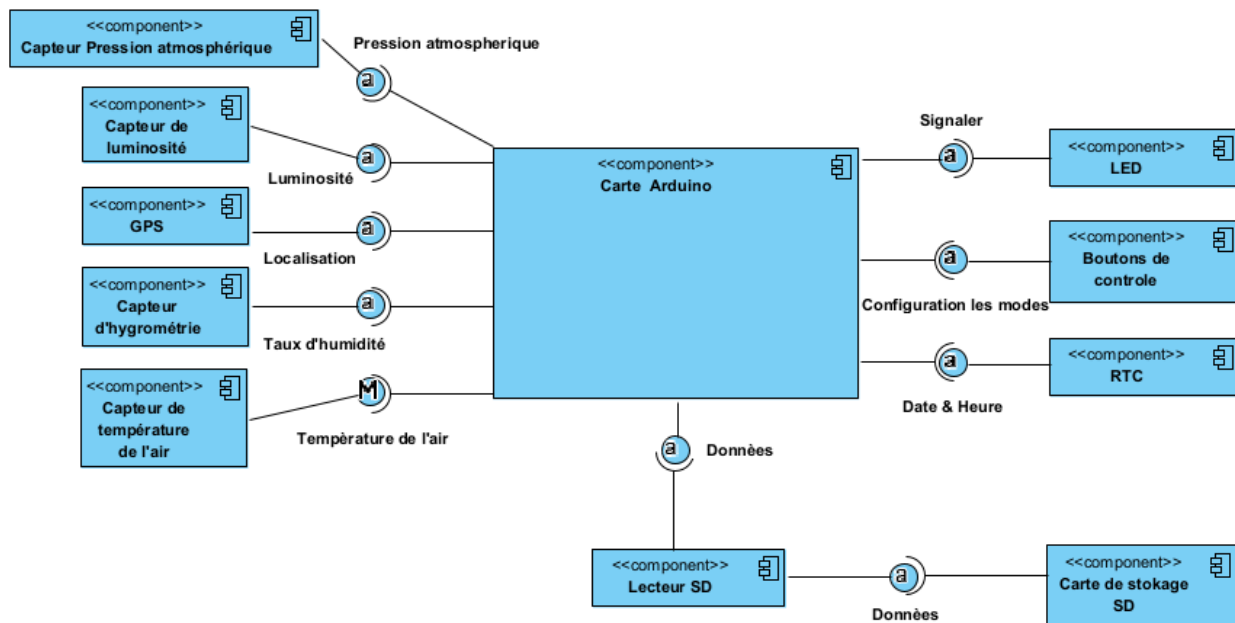 <<component>>
Capteur Pression atmosphérique
Pression atmospherique
a
<<component>>
Capteur de
luminosité
a
Luminosité
<<component>>
GPS
a
Localisation
<<component>>
Capteur
d'hygrométrie
a
Taux d'humidité
<<component>>
Capteur de
température
de l'air
M
Tempèrature de l'air
<<component>>
Carte Arduino
Signaler
a
<<component>>
LED
a
Configuration les modes
<<component>>
Boutons de
controle
a
Date & Heure
<<component>>
RTC
a
Donnèes
<<component>>
Lecteur SD
a
Donnèes
<<component>>
Carte de stokage
SD